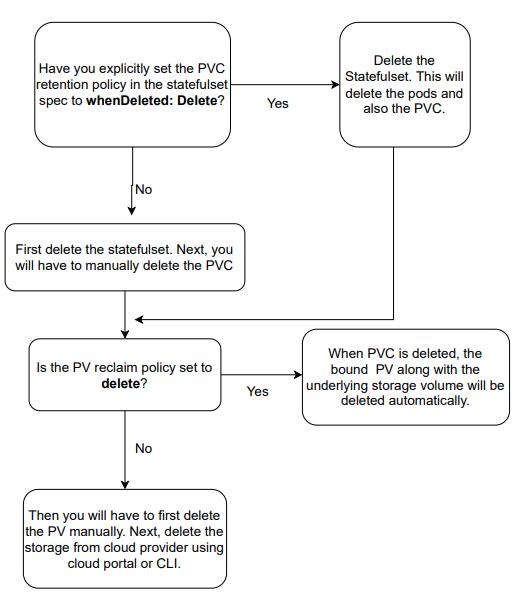 Have you explicitly set the PVC
retention policy in the statefulset
spec to whenDeleted: Delete?
Yes
Delete the
Statefulset. This will
delete the pods and
also the PVC.
No
First delete the statefulset. Next, you
will have to manually delete the PVC
Is the PV reclaim policy set to
delete?
Yes
When PVC is deleted, the
bound PV along with the
underlying storage volume will be
deleted automatically.
No
Then you will have to first delete
the PV manually. Next, delete the
storage from cloud provider using
cloud portal or CLI.